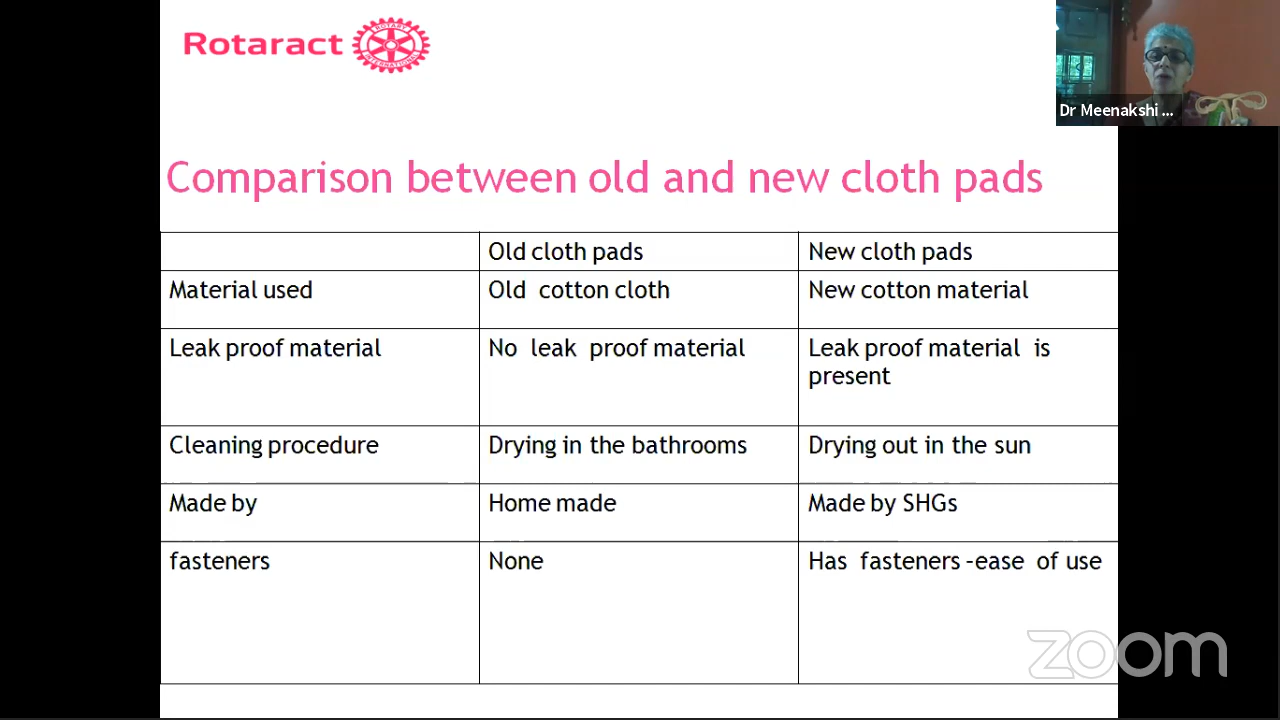 Rotaract
ROTARY
INTERNATIONAL
Dr Meenakshi ...
Comparison between old and new cloth pads
Old cloth pads
New cloth pads
Material used
Old cotton cloth
New cotton material
Leak proof material
No leak proof material
Leak proof material is
present
Cleaning procedure
Drying in the bathrooms
Drying out in the sun
Made by
Home made
Made by SHGs
fasteners
None
Has fasteners -ease of use
zoom